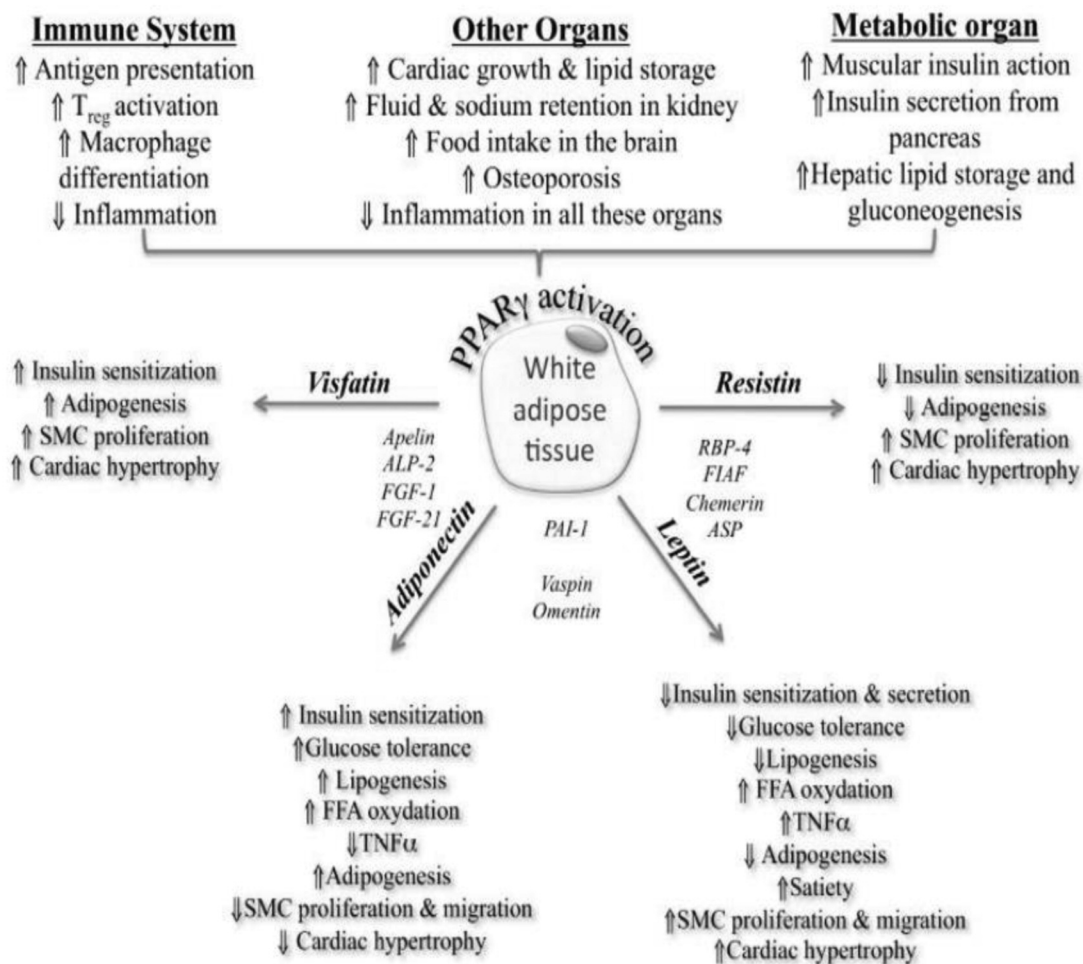 Immune System
⇑ Antigen presentation
⇑ Treg activation
⇑ Macrophage
differentiation
⇓ Inflammation
Other Organs
⇑ Cardiac growth & lipid storage
⇑ Fluid & sodium retention in kidney
⇑ Food intake in the brain
⇑ Osteoporosis
⇓ Inflammation in all these organs
Metabolic organ
⇑ Muscular insulin action
⇑Insulin secretion from
pancreas
⇑Hepatic lipid storage and
gluconeogenesis
PPARγ activation
White
adipose
tissue
Visfatin
⇑ Insulin sensitization
⇑ Adipogenesis
⇑ SMC proliferation
⇑ Cardiac hypertrophy
Resistin
⇓ Insulin sensitization
⇓ Adipogenesis
⇑ SMC proliferation
⇑ Cardiac hypertrophy
Apelin
ALP-2
FGF-1
FGF-21
PAI-1
Vaspin
Omentin
RBP-4
FIAF
Chemerin
ASP
Adiponectin
⇑ Insulin sensitization
⇑Glucose tolerance
⇑ Lipogenesis
⇑ FFA oxydation
⇓TNFα
⇑Adipogenesis
⇓SMC proliferation & migration
⇓ Cardiac hypertrophy
Leptin
⇓Insulin sensitization & secretion
⇓Glucose tolerance
⇓Lipogenesis
⇑ FFA oxydation
⇑TNFα
⇓ Adipogenesis
⇑Satiety
⇑SMC proliferation & migration
⇑Cardiac hypertrophy